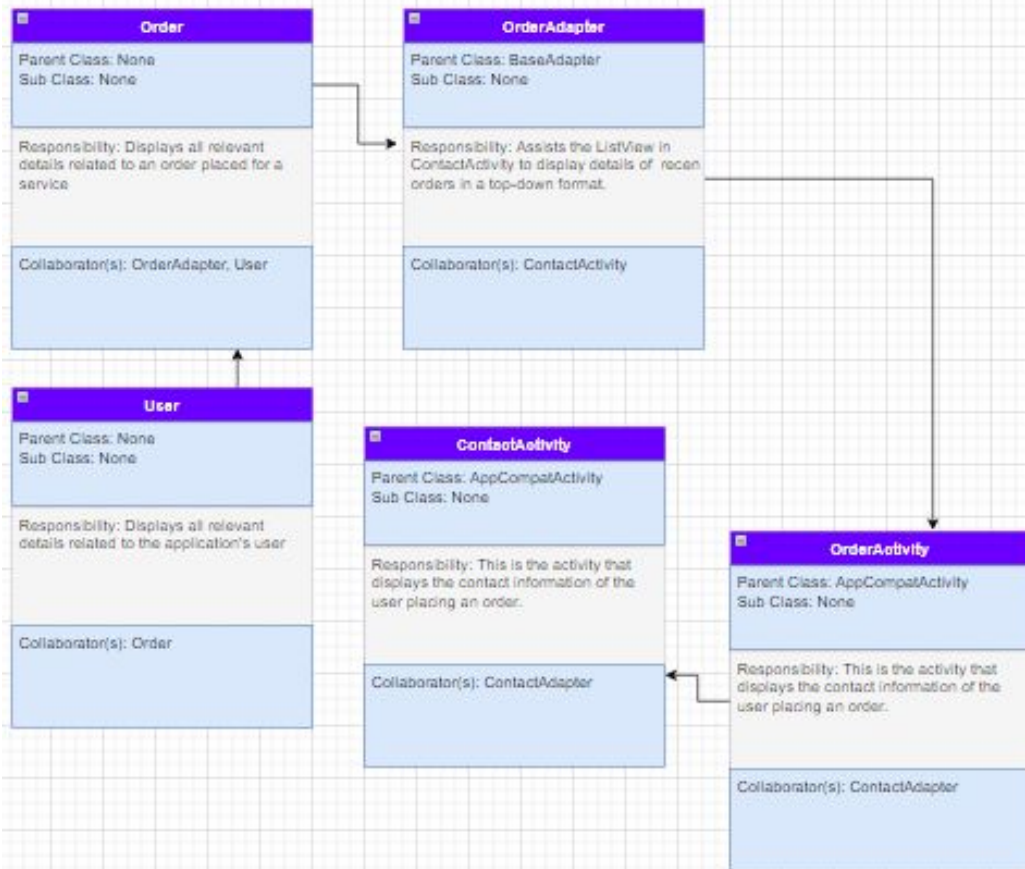 Order
Parent Class: None
Sub Class: None
Responsibility: Displays all relevant
details related to an order placed for a
service
Collaborator(s): OrderAdapter, User
OrderAdapter
Parent Class: BaseAdapter
Sub Class: None
Responsibility: Assists the ListView in
ContactActivity to display details of recen
orders in a top-down format.
Collaborator(s): ContactActivity
User
Parent Class: None
Sub Class: None
Responsibility: Displays all relevant
details related to the application's user
Collaborator(s): Order
ContactActivity
Parent Class: AppCompatActivity
Sub Class: None
Responsibility: This is the activity that
displays the contact information of the
user placing an order.
Collaborator(s): ContactAdapter
OrderActivity
Parent Class: AppCompatActivity
Sub Class: None
Responsibility: This is the activity that
displays the contact information of the
user placing an order.
Collaborator(s): ContactAdapter